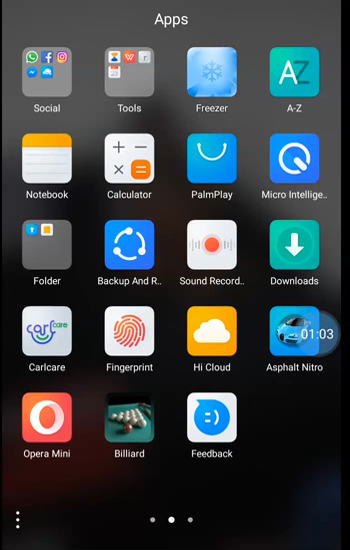 Apps
Social
Tools
Freezer
A-Z
Notebook
Calculator
PalmPlay
Micro Intellige..
Folder
Backup And R..
Sound Record..
Downloads
Carlcare
Fingerprint
Hi Cloud
Asphalt Nitro
01:03
Opera Mini
Billiard
Feedback